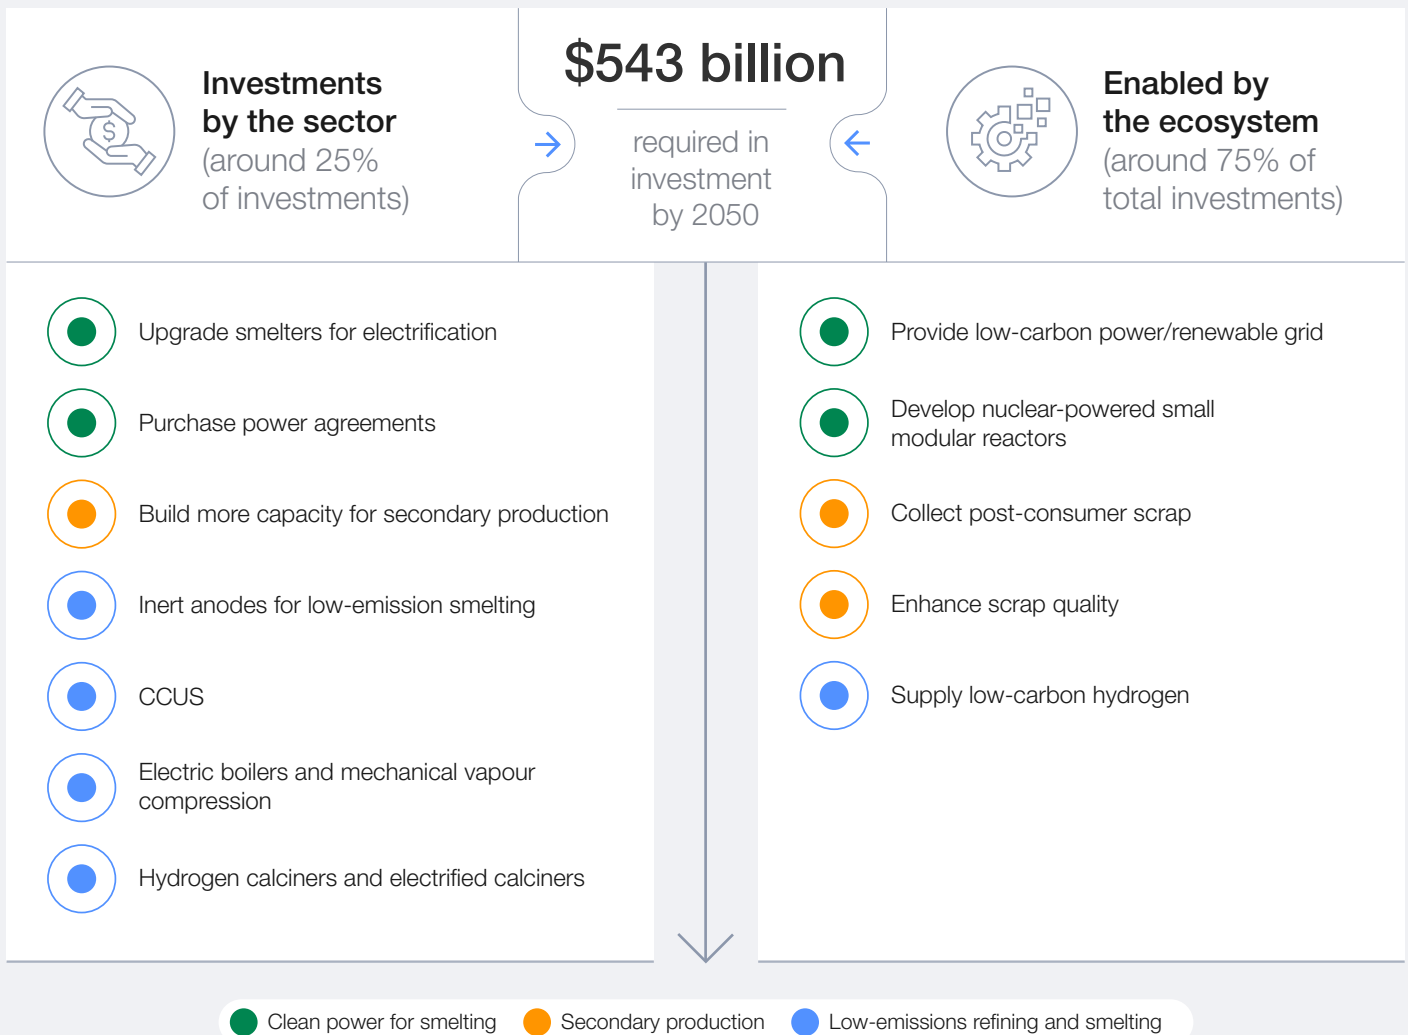 Investments
by the sector
(around 25%
of investments)
$543 billion
required in
investment
by 2050
Enabled by
the ecosystem
(around 75% of
total investments)
$
Upgrade smelters for electrification
Purchase power agreements
Build more capacity for secondary production
Inert anodes for low-emission smelting
CCUS
Electric boilers and mechanical vapour
compression
Hydrogen calciners and electrified calciners
Provide low-carbon power/renewable grid
Develop nuclear-powered small
modular reactors
Collect post-consumer scrap
Enhance scrap quality
Supply low-carbon hydrogen
Clean power for smelting
Secondary production
Low-emissions refining and smelting